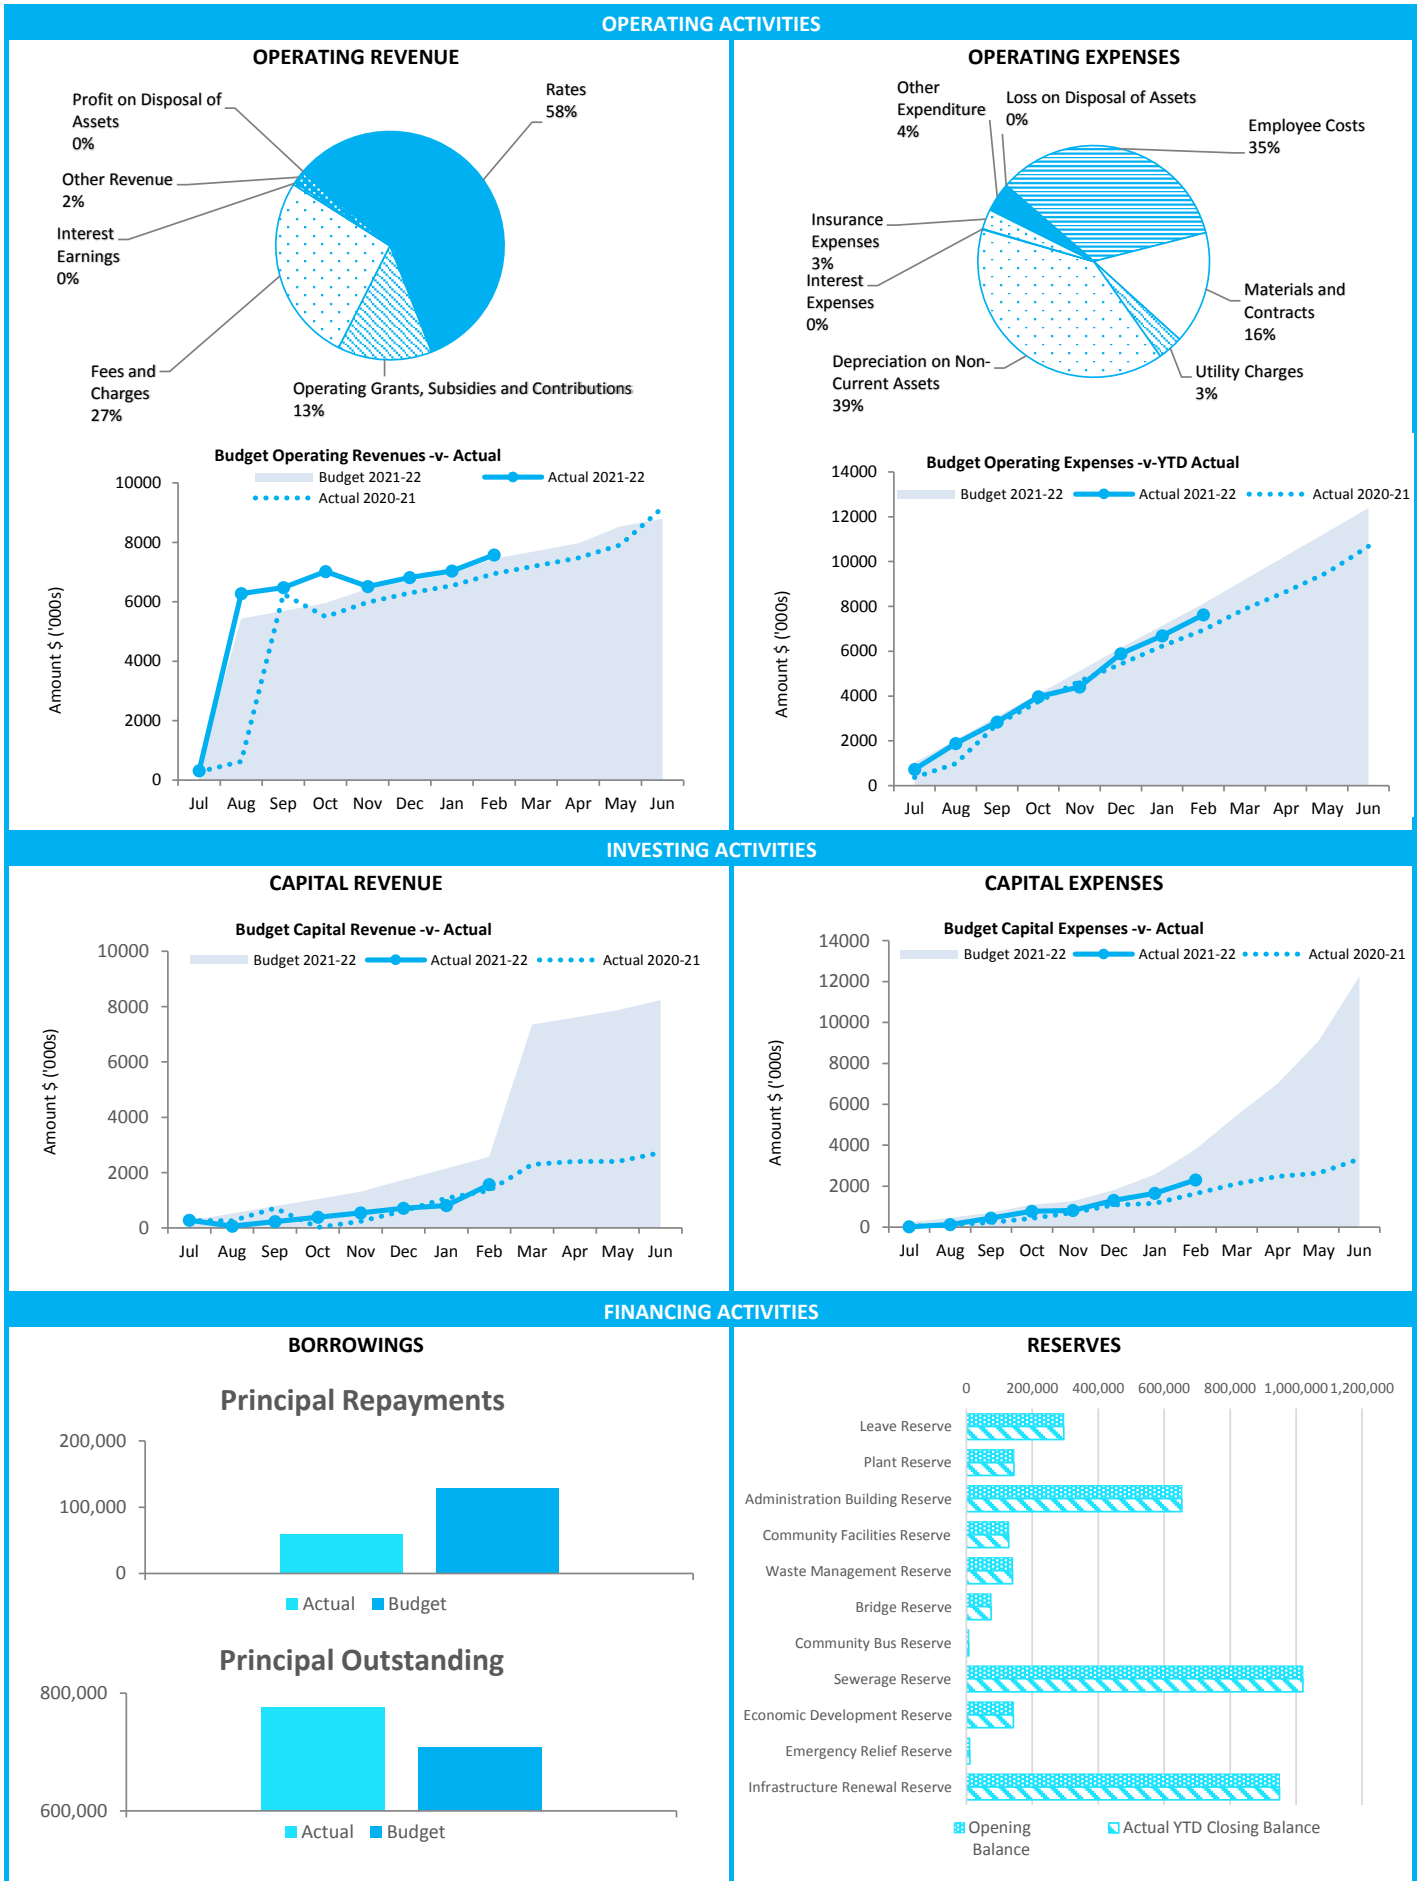 OPERATING ACTIVITIES
OPERATING REVENUE
Profit on Disposal of
Assets
0%
Rates
58%
Other Revenue
2%
Interest
Earnings
0%
Fees and
Charges
27%
Operating Grants, Subsidies and Contributions
13%
OPERATING EXPENSES
Other
Expenditure
4%
Loss on Disposal of Assets
0%
Employee Costs
35%
Insurance
Expenses
3%
Interest
Expenses
0%
Materials and
Contracts
16%
Depreciation on Non-
Current Assets
39%
Utility Charges
3%
Budget Operating Revenues -v- Actual
Budget 2021-22
Actual 2021-22
Actual 2020-21
Amount $ ('000s)
10000
8000
6000
4000
2000
0
Jul Aug Sep Oct Nov Dec Jan Feb Mar Apr May Jun
Budget Operating Expenses -v-YTD Actual
Budget 2021-22
Actual 2021-22
Actual 2020-21
Amount $ ('000s)
14000
12000
10000
8000
6000
4000
2000
0
Jul Aug Sep Oct Nov Dec Jan Feb Mar Apr May Jun
INVESTING ACTIVITIES
CAPITAL REVENUE
Budget Capital Revenue -v- Actual
Budget 2021-22
Actual 2021-22
Actual 2020-21
Amount $ ('000s)
10000
8000
6000
4000
2000
0
Jul Aug Sep Oct Nov Dec Jan Feb Mar Apr May Jun
CAPITAL EXPENSES
Budget Capital Expenses -v- Actual
Budget 2021-22
Actual 2021-22
Actual 2020-21
Amount $ ('000s)
14000
12000
10000
8000
6000
4000
2000
0
Jul Aug Sep Oct Nov Dec Jan Feb Mar Apr May Jun
FINANCING ACTIVITIES
BORROWINGS
Principal Repayments
200,000
100,000
0
Actual
Budget
Principal Outstanding
800,000
600,000
Actual
Budget
RESERVES
0 200,000 400,000 600,000 800,000 1,000,000 1,200,000
Leave Reserve
Plant Reserve
Administration Building Reserve
Community Facilities Reserve
Waste Management Reserve
Bridge Reserve
Community Bus Reserve
Sewerage Reserve
Economic Development Reserve
Emergency Relief Reserve
Infrastructure Renewal Reserve
Opening
Balance
Actual YTD Closing Balance